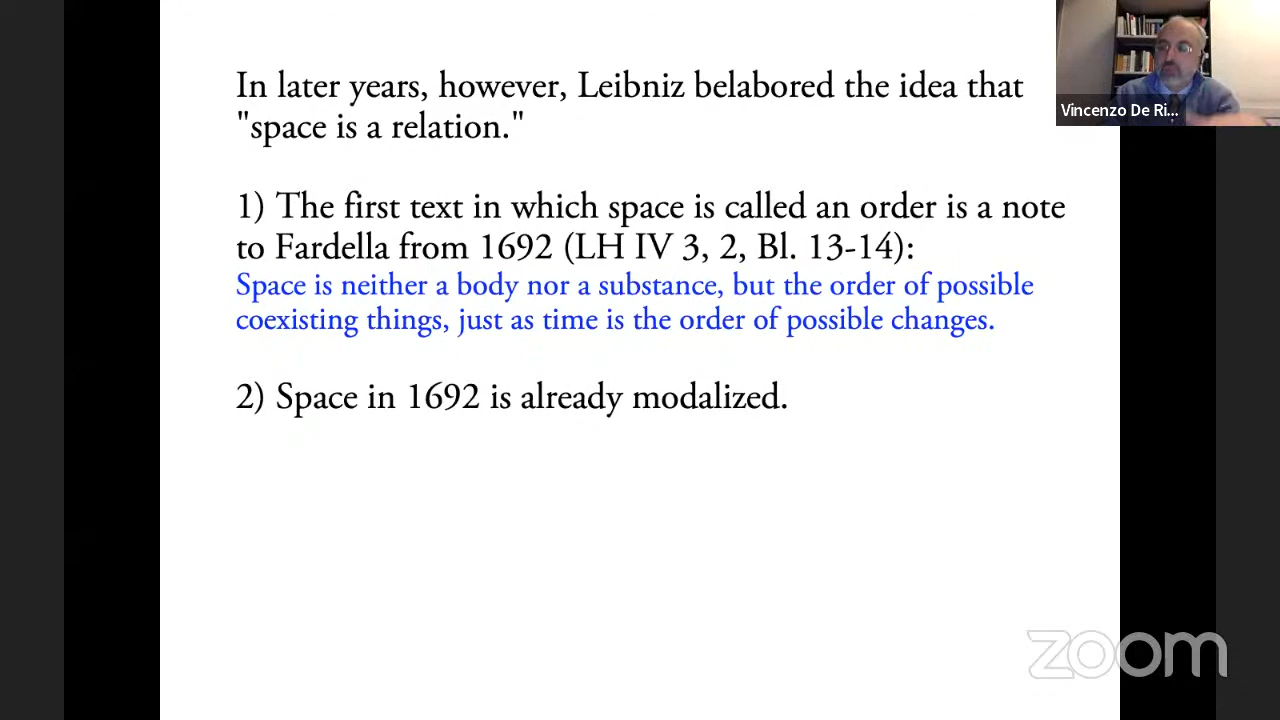 In later years, however, Leibniz belabored the idea that
"space is a relation."
1) The first text in which space is called an order is a note
to Fardella from 1692 (LH IV 3, 2, Bl. 13-14):
Space is neither a body nor a substance, but the order of possible
coexisting things, just as time is the order of possible changes.
2) Space in 1692 is already modalized.
Vincenzo De Ri...
zoom